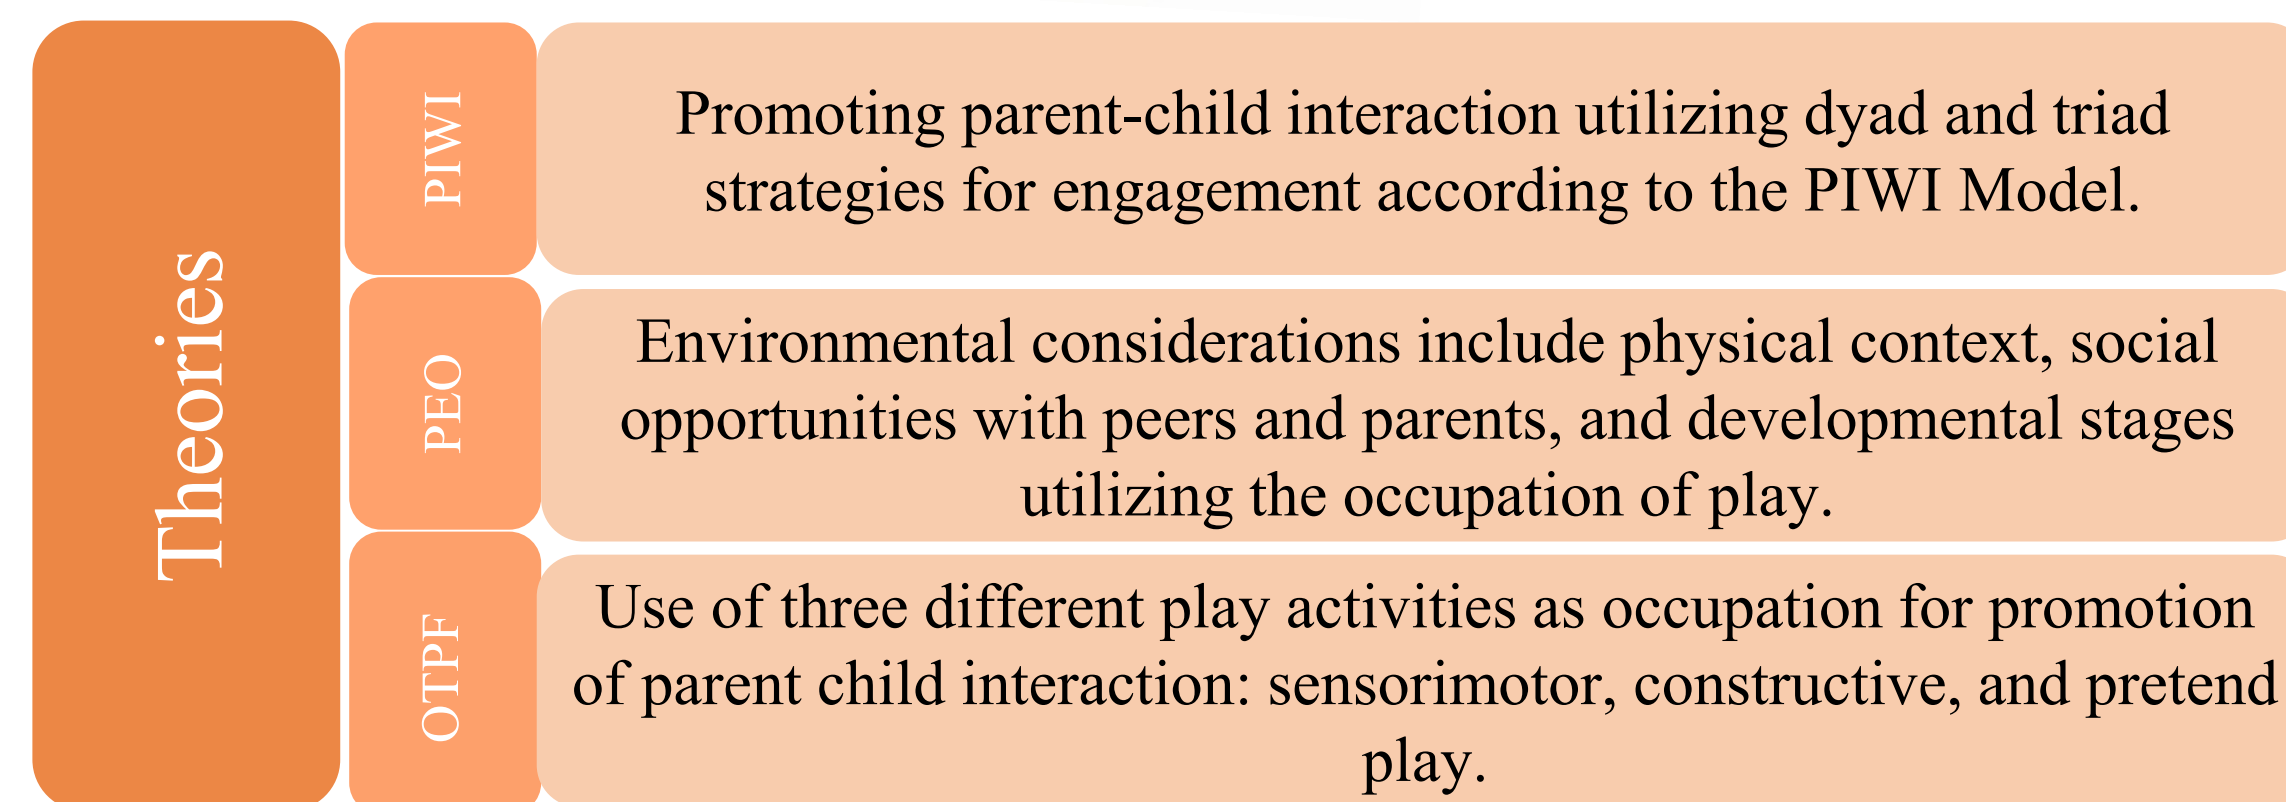 Theories
PIWI
Promoting parent-child interaction utilizing dyad and triad
strategies for engagement according to the PIWI Model.
PEO
Environmental considerations include physical context, social
opportunities with peers and parents, and developmental stages
utilizing the occupation of play.
OTPF
Use of three different play activities as occupation for promotion
of parent child interaction: sensorimotor, constructive, and pretend
play.